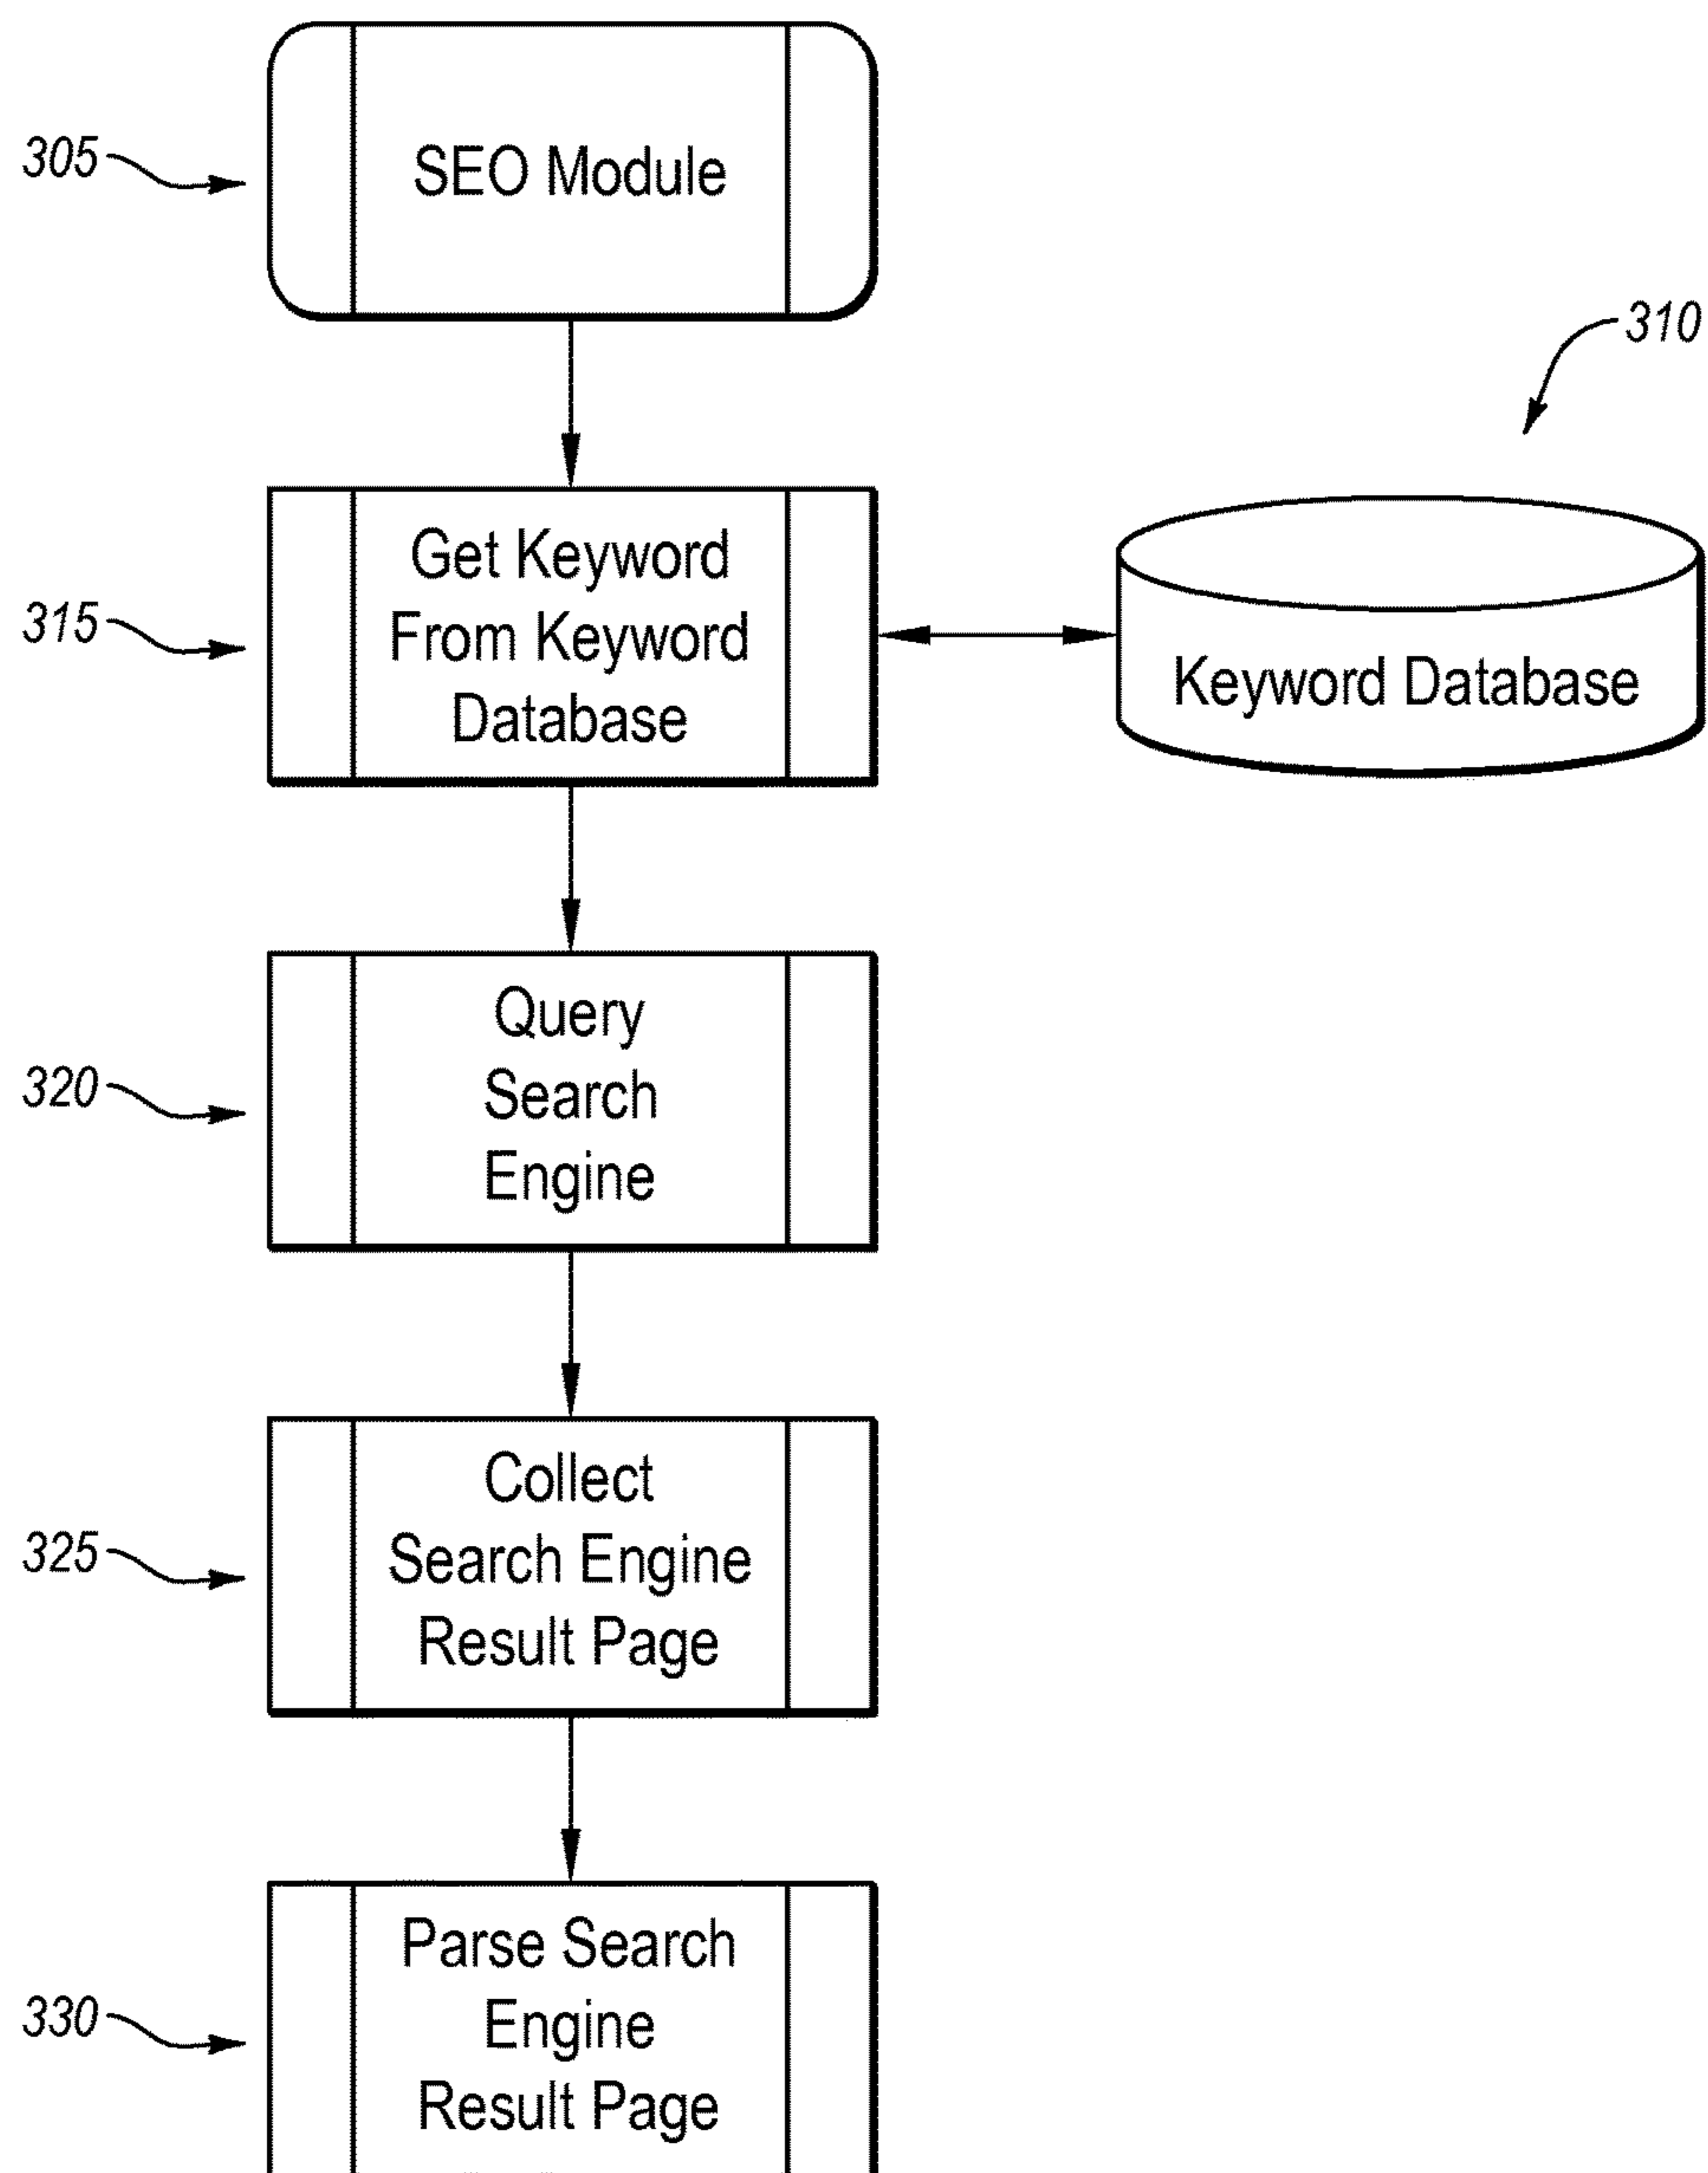 305
SEO Module
310
315
Get Keyword
From Keyword
Database
Keyword Database
320
Query
Search
Engine
325
Collect
Search Engine
Result Page
330
Parse Search
Engine
Result Page